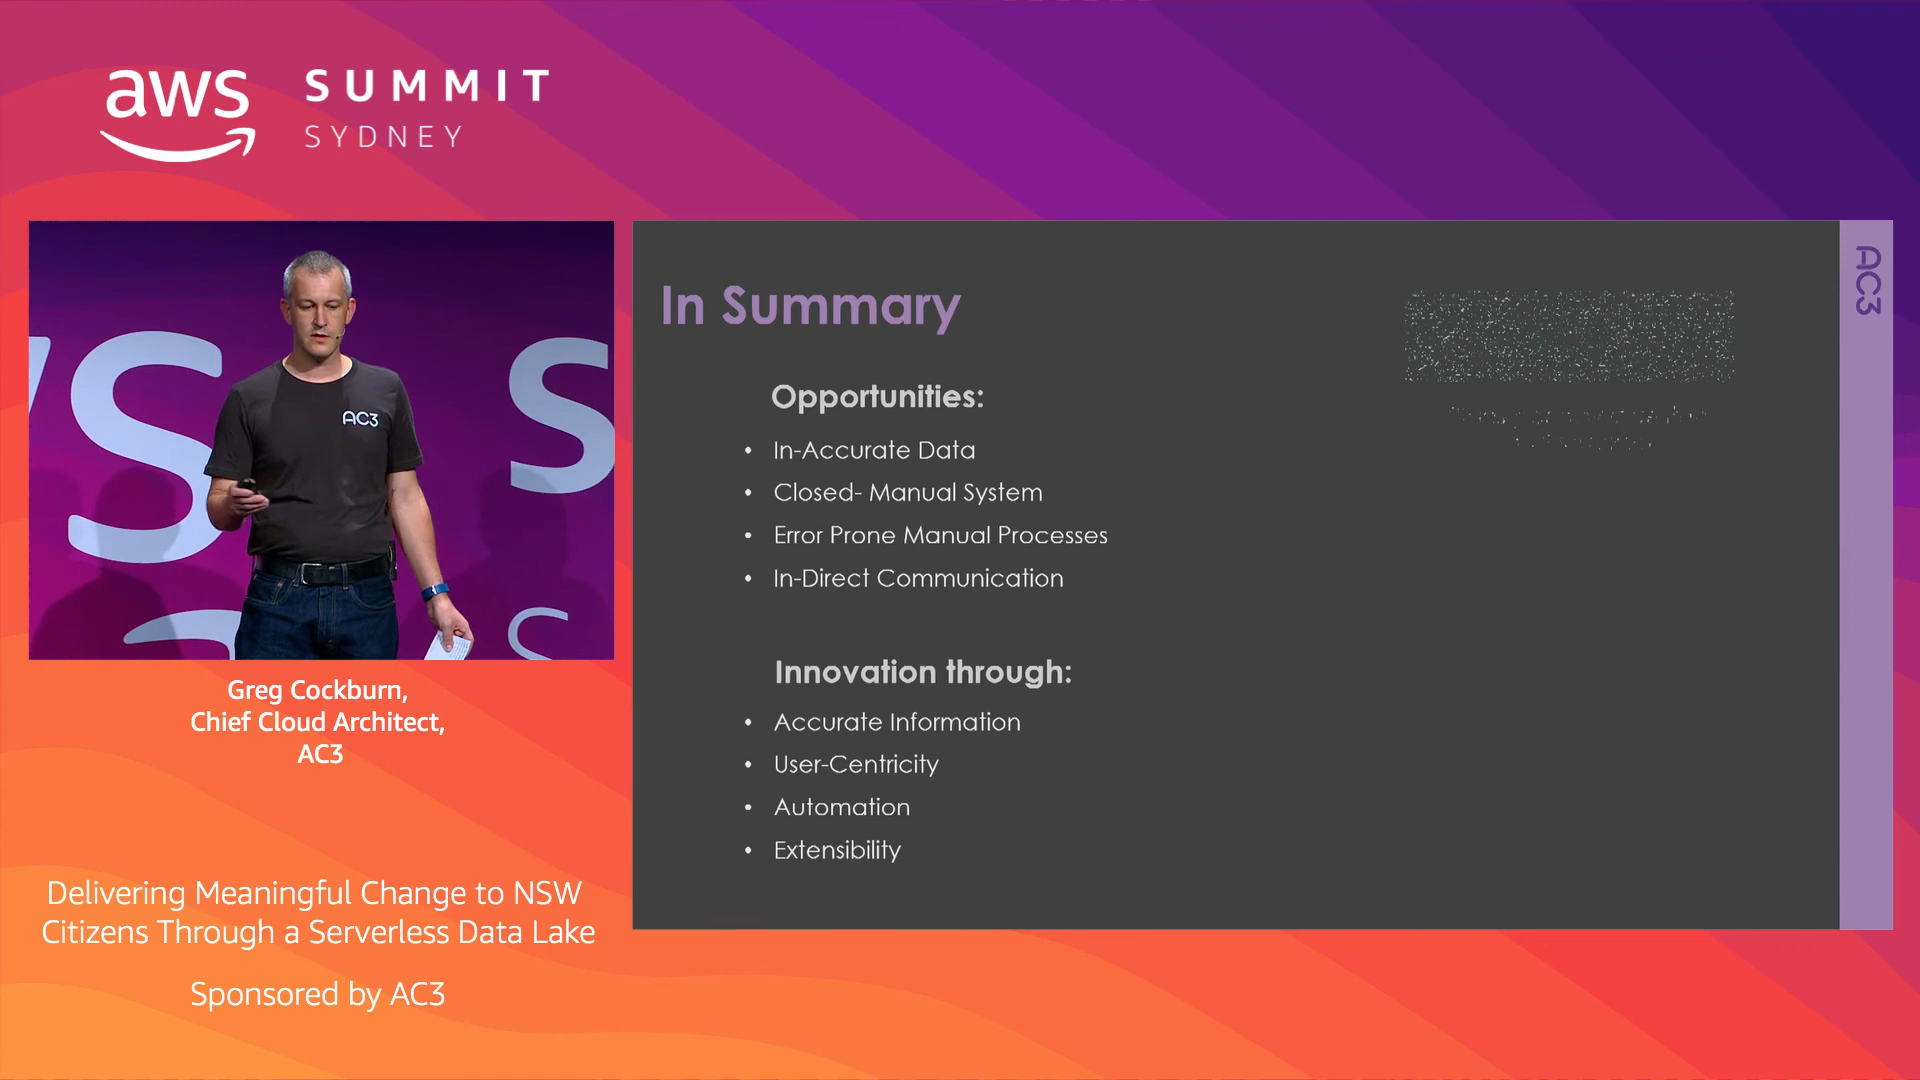 aws
SUMMIT
SYDNEY
AC3
Greg Cockburn,
Chief Cloud Architect,
AC3
Delivering Meaningful Change to NSW
Citizens Through a Serverless Data Lake
Sponsored by AC3
In Summary
Opportunities:
• In-Accurate Data
• Closed- Manual System
• Error Prone Manual Processes
• In-Direct Communication
Innovation through:
• Accurate Information
• User-Centricity
• Automation
• Extensibility
AC3